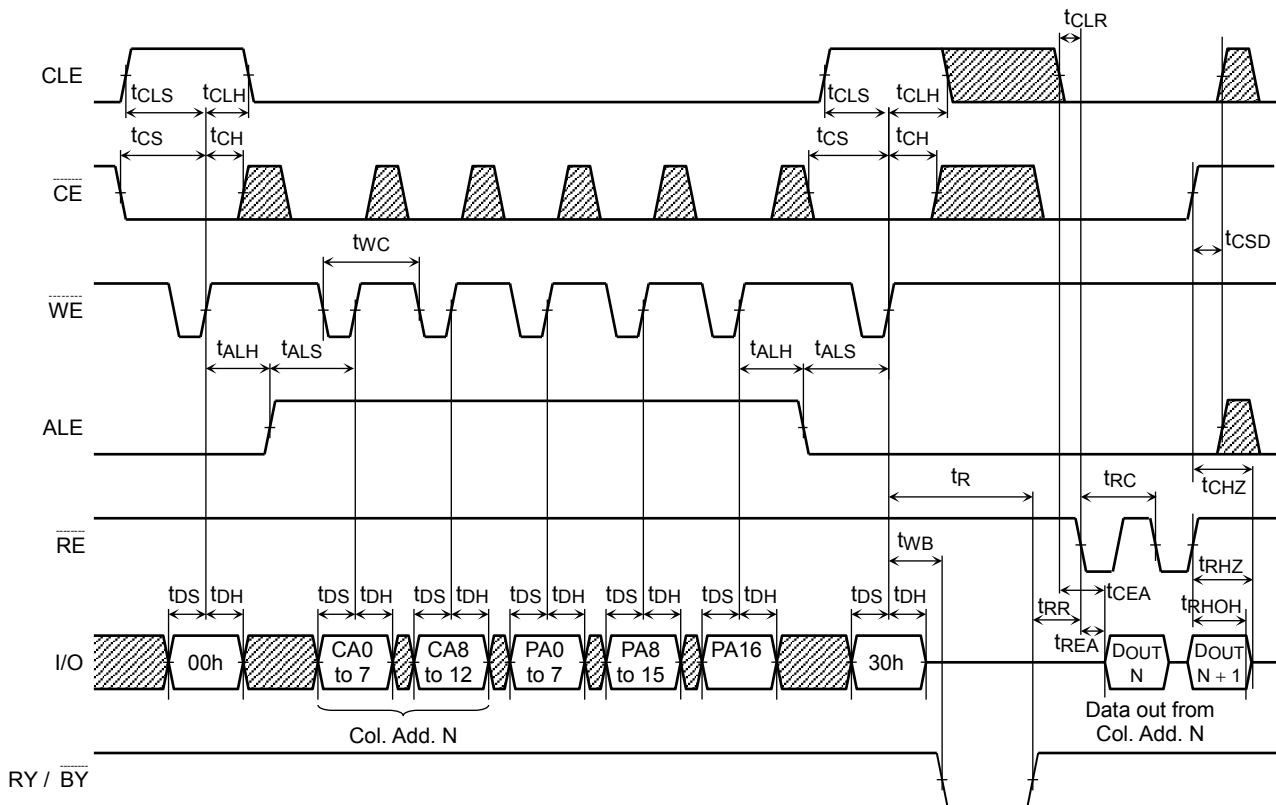 tCLR
CLE
tCLS tCLH tCLS tCLH
tCS tCH tCS tCH
CE
tCSD
tWC
WE
tALH tALS tALH tALS
ALE
tR tRC tCHZ
RE
tWB
tDS tDH tDS tDH tDS tDH tDS tDH tDS tDH tDS tDH tDS tDH tCEA tRHZ
tRR tRHOH
tREA
I/O
00h
CA0
to 7
CA8
to 12
PA0
to 7
PA8
to 15
PA16
30h
DOUT
N
DOUT
N + 1
Col. Add. N
Data out from
Col. Add. N
RY / BY